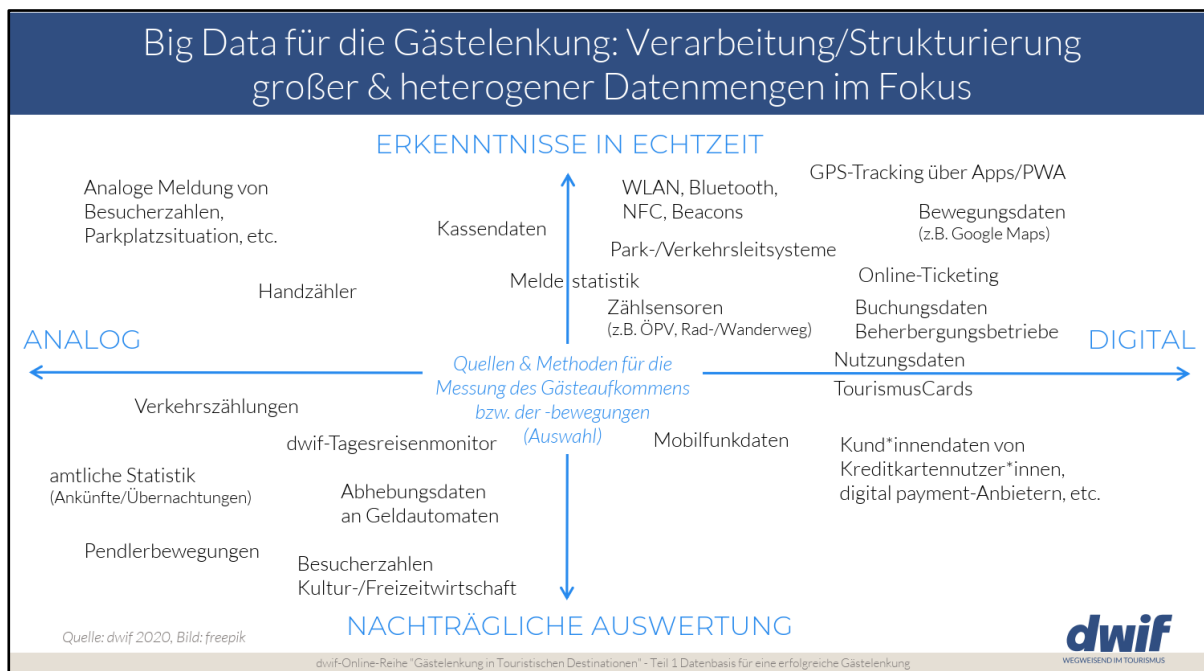 Big Data für die Gästelenkung: Verarbeitung/Strukturierung
großer & heterogener Datenmengen im Fokus
ERKENNTNISSE IN ECHTZEIT
Analoge Meldung von
Besucherzahlen,
Parkplatzsituation, etc.
Kassendaten
WLAN, Bluetooth,
NFC, Beacons
GPS-Tracking über Apps/PWA
Bewegungsdaten
(z.B. Google Maps)
Park-/Verkehrsleitsysteme
Handzähler
Meldestatistik
Online-Ticketing
Zählsensoren
(z.B. ÖPV, Rad-/Wanderweg)
Buchungsdaten
Beherbergungsbetriebe
ANALOG
DIGITAL
Quellen & Methoden für die
Messung des Gästeaufkommens
bzw. der -bewegungen
(Auswahl)
Nutzungsdaten
TourismusCards
Verkehrszählungen
dwif-Tagesreisenmonitor
Mobilfunkdaten
Kund*innendaten von
Kreditkartennutzer*innen,
digital payment-Anbietern, etc.
amtliche Statistik
(Ankünfte/Übernachtungen)
Abhebungsdaten
an Geldautomaten
Pendlerbewegungen
Besucherzahlen
Kultur-/Freizeitwirtschaft
NACHTRÄGLICHE AUSWERTUNG
Quelle: dwif 2020, Bild: freepik
dwif
WEGWEISEND IM TOURISMUS
dwif-Online-Reihe "Gästelenkung in Touristischen Destinationen" - Teil 1 Datenbasis für eine erfolgreiche Gästelenkung